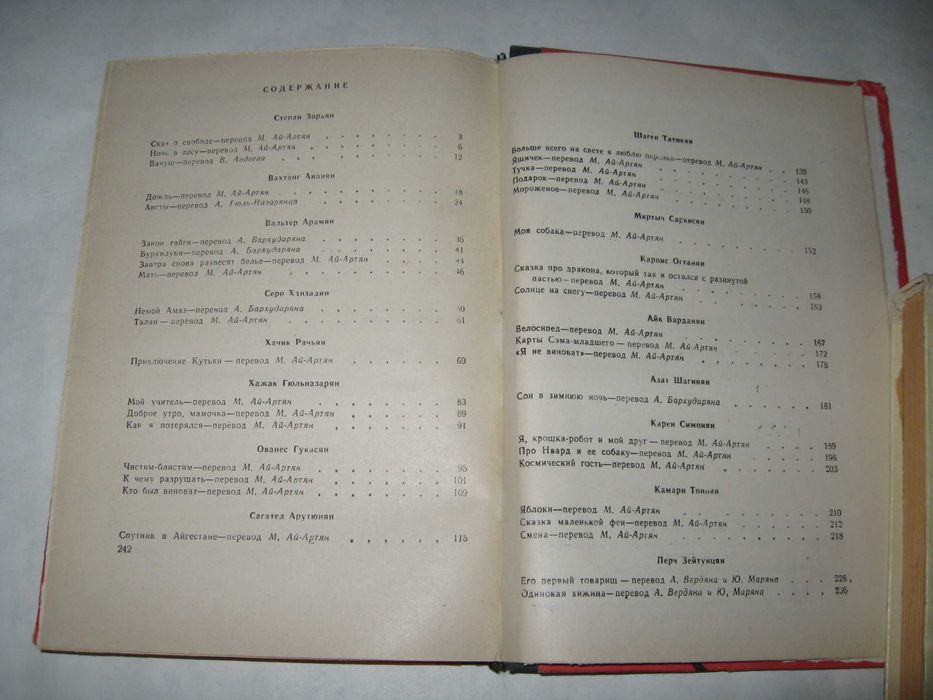 СОДЕРЖАНИЕ
Степан Зорьян
Сказ о свободе—перевод М. Ай-Артян . . . . . . . 3
Ночь в лесу—перевод М. Ай-Артян . . . . . . . 6
Вачуш—перевод В. Авдеева . . . . . . . 12
Вахтанг Ананян
Дождь—перевод М. Ай-Артян . . . . . . . 18
Аисты—перевод А. Гюль-Назарянца . . . . . . . 24
Вальтер Арамян
Закон тайги—перевод А. Бархударяна . . . . . . . 36
Бурундуки—перевод А. Бархударяна . . . . . . . 41
Завтра снова развесят белье—перевод М. Ай-Артян . . . . . . . 44
Мать—перевод М. Ай-Артян . . . . . . . 46
Серо Ханзадян
Немой Амаз—перевод А. Бархударяна . . . . . . . 50
Талан—перевод М. Ай-Артян . . . . . . . 61
Хачик Рачьян
Приключение Кутьки—перевод М. Ай-Артян . . . . . . . 69
Хажак Гюльназарян
Мой учитель—перевод М. Ай-Артян . . . . . . . 83
Доброе утро, мамочка—перевод М. Ай-Артян . . . . . . . 89
Как я потерялся—перевод М. Ай-Артян . . . . . . . 91
Ованес Гукасян
Чистим-блистим—перевод М. Ай-Артян . . . . . . . 95
К чему разрушать—перевод М. Ай-Артян . . . . . . . 101
Кто был виноват—перевод М. Ай-Артян . . . . . . . 109
Сагател Арутюнян
Спутник в Айгестане—перевод М. Ай-Артян . . . . . . 115
242
Шаген Татикян
Больше всего на свете я люблю перемки—перевод М. Ай-Артян . . 139
Ящичек—перевод М. Ай-Артян . . . . . . . 143
Тучка—перевод М. Ай-Артян . . . . . . . 146
Подарок—перевод М. Ай-Артян . . . . . . . 148
Мороженое—перевод М. Ай-Артян . . . . . . . 150
Мкртыч Саркисян
Моя собака—перевод М. Ай-Артян . . . . . . . 152
Карпис Оганян
Сказка про дракона, который так и остался с разинутой
пастью—перевод М. Ай-Артян . . . . . . . 158
Солнце на снегу—перевод М. Ай-Артян . . . . . . . 163
Айк Варданян
Велосипед—перевод М. Ай-Артян . . . . . . . 167
Карты Сэма-младшего—перевод М. Ай-Артян . . . . . . . 172
«Я не виноват»—перевод М. Ай-Артян . . . . . . . 178
Азат Шагинян
Сон в зимнюю ночь—перевод А. Бархударяна . . . . . . . 181
Карен Симонян
Я, крошка-робот и мой друг—перевод М. Ай-Артян . . . . . 189
Про Нвард и ее собаку—перевод М. Ай-Артян . . . . . 196
Космический гость—перевод М. Ай-Артян . . . . . . . 203
Камари Тоноян
Яблоки—перевод М. Ай-Артян . . . . . . . 210
Сказка маленькой феи—перевод М. Ай-Артян . . . . . . . 212
Смена—перевод М. Ай-Артян . . . . . . . 218
Перч Зейтунцян
Его первый товарищ—перевод А. Вердяна и Ю. Маряна . . . 226
Одинокая хижина—перевод А. Вердяна и Ю. Маряна . . . . 236